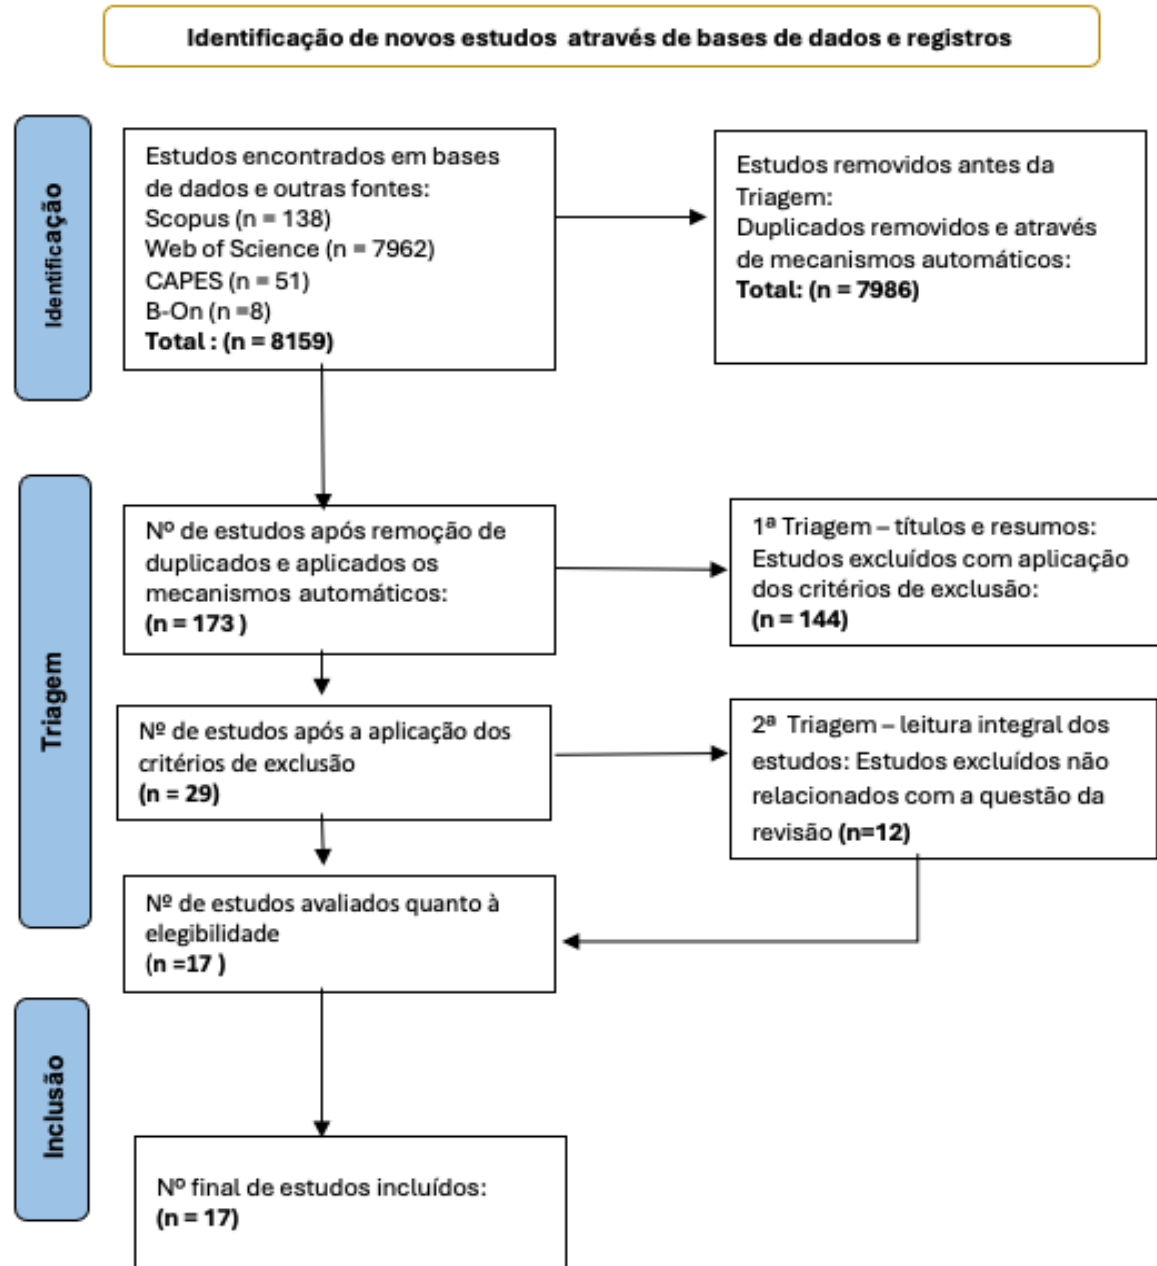 Identificação de novos estudos através de bases de dados e registros
Identificação
Estudos encontrados em bases
de dados e outras fontes:
Scopus (n = 138)
Web of Science (n = 7962)
CAPES (n = 51)
B-On (n =8)
Total : (n = 8159)
Estudos removidos antes da
Triagem:
Duplicados removidos e através
de mecanismos automáticos:
Total: (n = 7986)
Triagem
Nº de estudos após remoção de
duplicados e aplicados os
mecanismos automáticos:
(n = 173 )
1ª Triagem – títulos e resumos:
Estudos excluídos com aplicação
dos critérios de exclusão:
(n = 144)
Nº de estudos após a aplicação dos
critérios de exclusão
(n = 29)
2ª Triagem – leitura integral dos
estudos: Estudos excluídos não
relacionados com a questão da
revisão (n=12)
Nº de estudos avaliados quanto à
elegibilidade
(n =17 )
Inclusão
Nº final de estudos incluídos:
(n = 17)